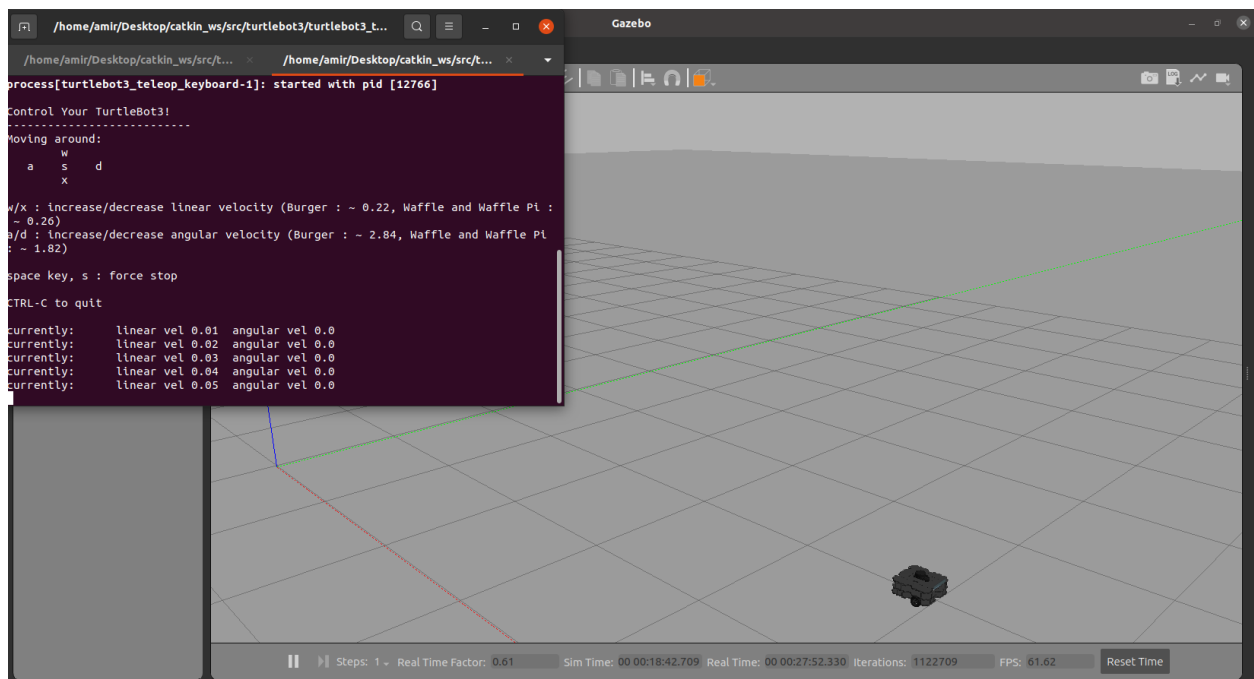 /home/amir/Desktop/catkin_ws/src/turtlebot3/turtlebot3_t...
Gazebo
/home/amir/Desktop/catkin_ws/src/t...
/home/amir/Desktop/catkin_ws/src/t...
process[turtlebot3_teleop_keyboard-1]: started with pid [12766]
Control Your TurtleBot3!
---------------------------
Moving around:
w
a s d
x
w/x : increase/decrease linear velocity (Burger : ~ 0.22, Waffle and Waffle Pi :
~ 0.26)
a/d : increase/decrease angular velocity (Burger : ~ 2.84, Waffle and Waffle Pi
: ~ 1.82)
space key, s : force stop
CTRL-C to quit
currently: linear vel 0.01 angular vel 0.0
currently: linear vel 0.02 angular vel 0.0
currently: linear vel 0.03 angular vel 0.0
currently: linear vel 0.04 angular vel 0.0
currently: linear vel 0.05 angular vel 0.0
LOG
Steps: 1 Real Time Factor: 0.61 Sim Time: 00 00:18:42.709 Real Time: 00 00:27:52.330 Iterations: 1122709 FPS: 61.62 Reset Time